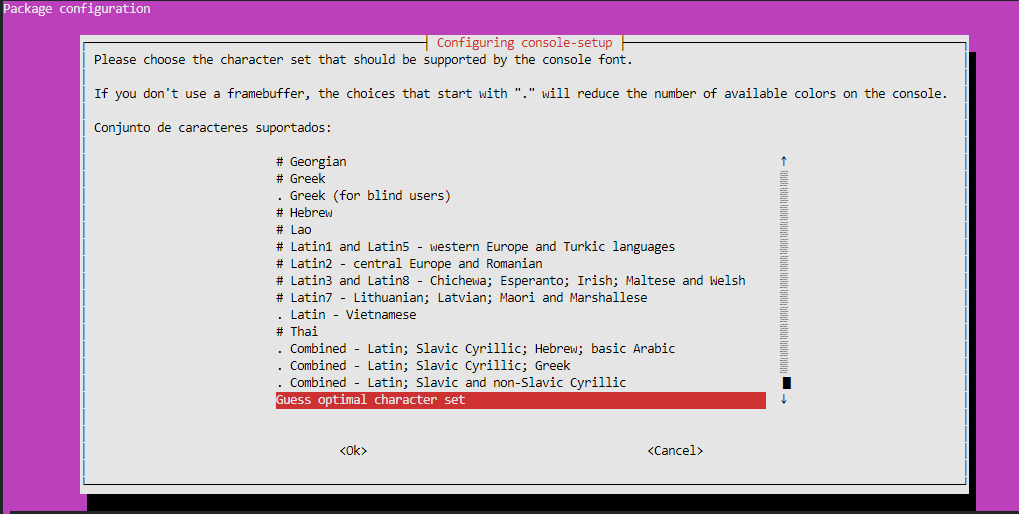 Package configuration
Configuring console-setup
Please choose the character set that should be supported by the console font.
If you don't use a framebuffer, the choices that start with "." will reduce the number of available colors on the console.
Conjunto de caracteres suportados:
# Georgian
# Greek
. Greek (for blind users)
# Hebrew
# Lao
# Latin1 and Latin5 - western Europe and Turkic languages
# Latin2 - central Europe and Romanian
# Latin3 and Latin8 - Chichewa; Esperanto; Irish; Maltese and Welsh
# Latin7 - Lithuanian; Latvian; Maori and Marshallese
. Latin - Vietnamese
# Thai
. Combined - Latin; Slavic Cyrillic; Hebrew; basic Arabic
. Combined - Latin; Slavic Cyrillic; Greek
. Combined - Latin; Slavic and non-Slavic Cyrillic
Guess optimal character set
<Ok> <Cancel>